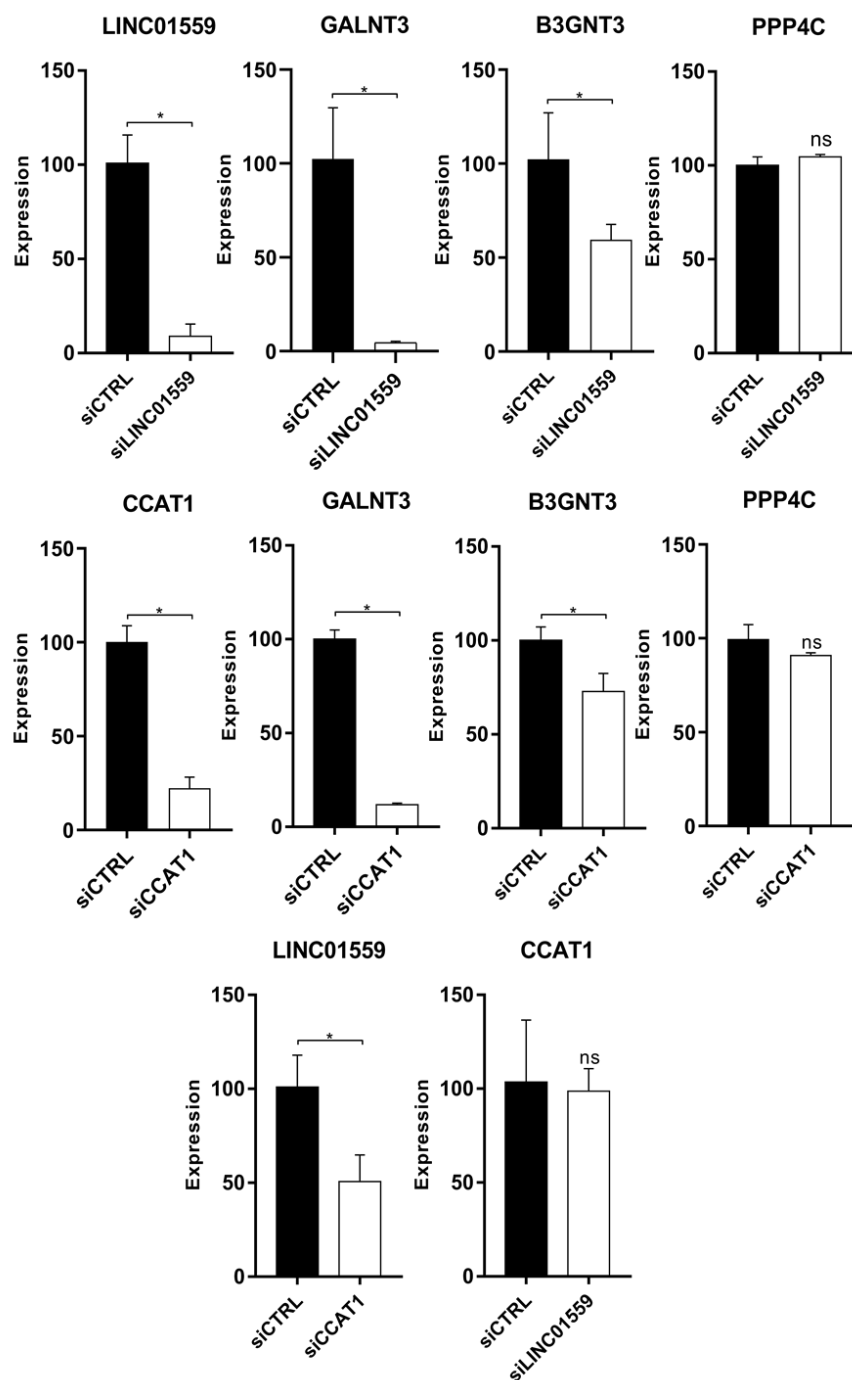 LINC01559 GALNT3 B3GNT3 PPP4C
150 150 150 150
* * * ns
100 100 100 100
Expression Expression Expression Expression
50 50 50 50
0 0 0 0
siCTRL siLINC01559 siCTRL siLINC01559 siCTRL siLINC01559 siCTRL siLINC01559
CCAT1 GALNT3 B3GNT3 PPP4C
150 150 150 150
* * * ns
100 100 100 100
Expression Expression Expression Expression
50 50 50 50
0 0 0 0
siCTRL siCCAT1 siCTRL siCCAT1 siCTRL siCCAT1 siCTRL siCCAT1
LINC01559 CCAT1
150 150
* ns
100 100
Expression Expression
50 50
0 0
siCTRL siCCAT1 siCTRL siLINC01559